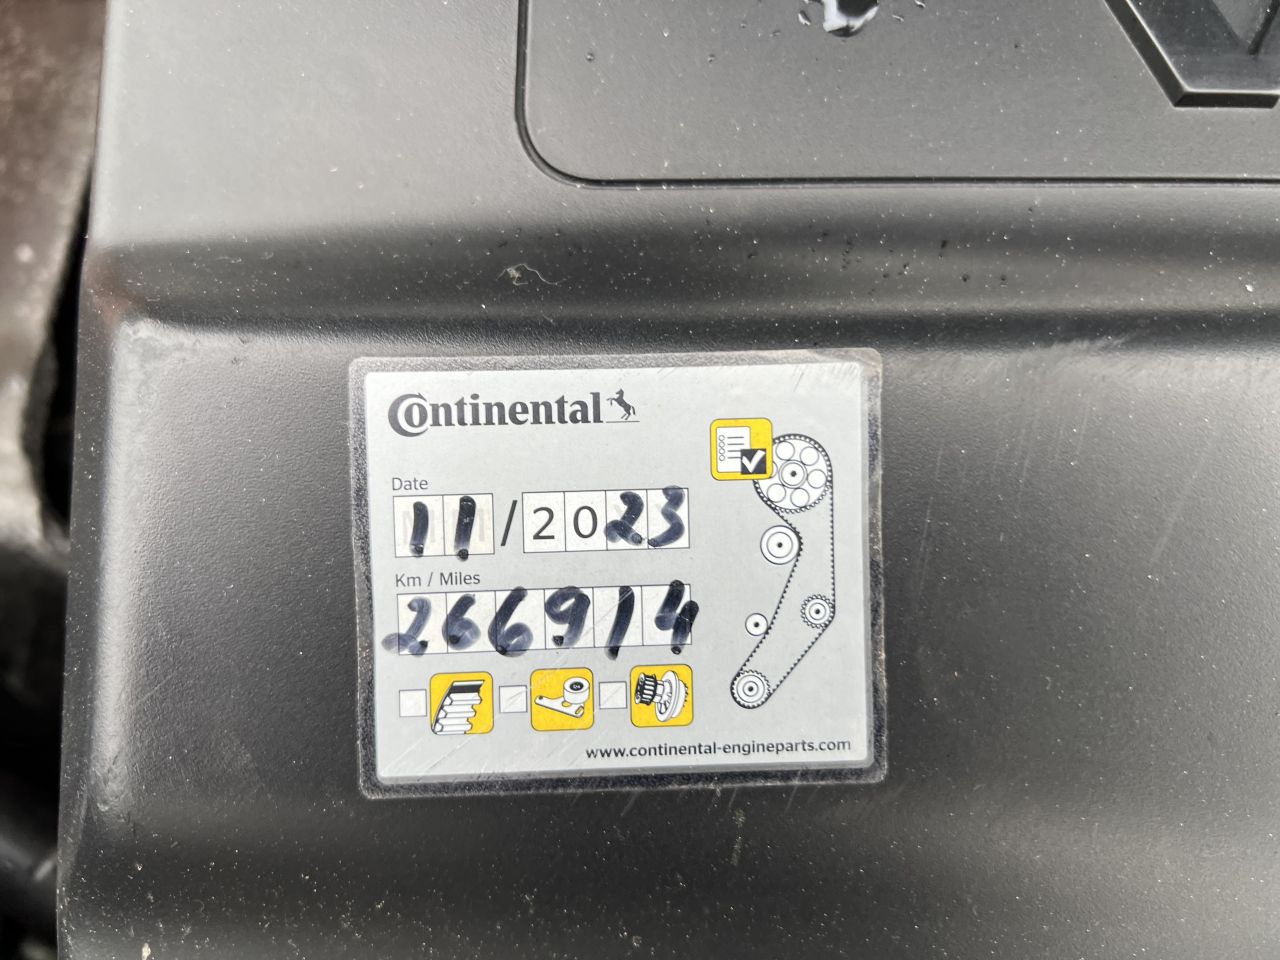 Continental
Date
11/2023
Km / Miles
266914
www.continental-engineparts.com